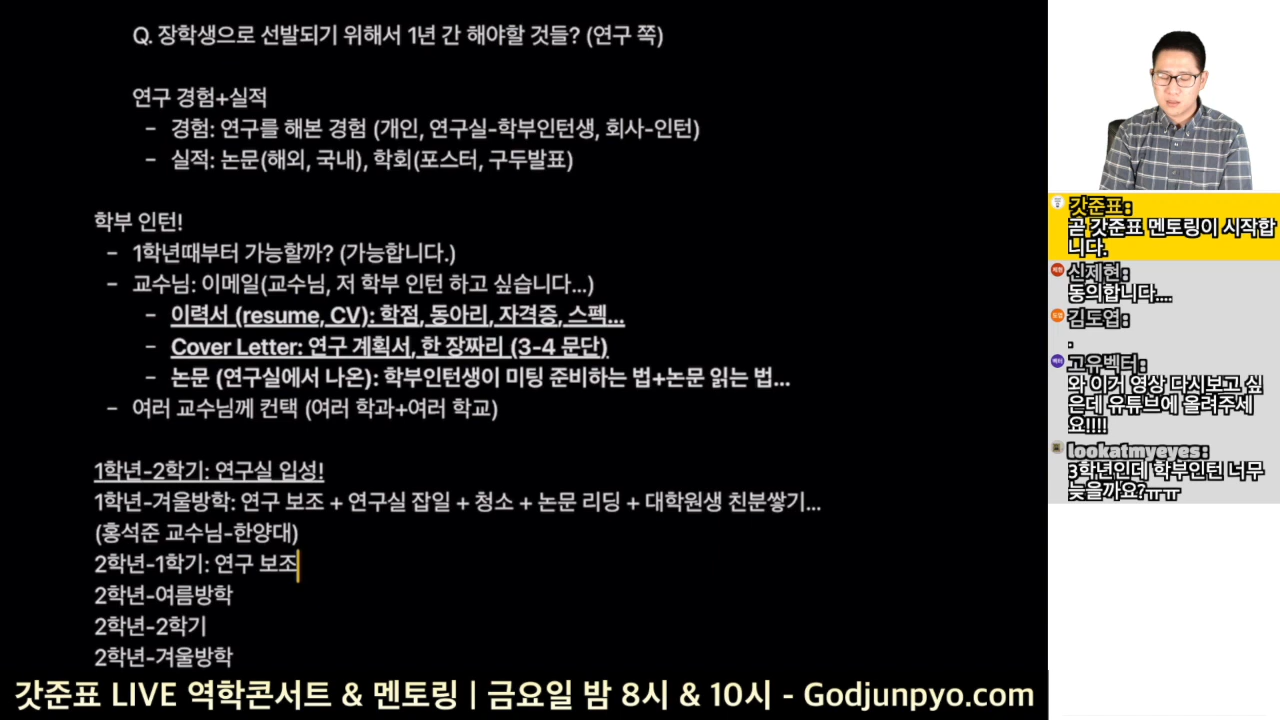 Q. 장학생으로 선발되기 위해서 1년 간 해야할 것들? (연구 쪽)
연구 경험+실적
- 경험: 연구를 해본 경험 (개인, 연구실-학부인턴생, 회사-인턴)
- 실적: 논문(해외, 국내), 학회(포스터, 구두발표)
학부 인턴!
- 1학년때부터 가능할까? (가능합니다.)
- 교수님: 이메일(교수님, 저 학부 인턴 하고 싶습니다...)
- 이력서 (resume, CV): 학점, 동아리, 자격증, 스펙...
- Cover Letter: 연구 계획서, 한 장짜리 (3-4 문단)
- 논문 (연구실에서 나온): 학부인턴생이 미팅 준비하는 법+논문 읽는 법...
- 여러 교수님께 컨택 (여러 학과+여러 학교)
1학년-2학기: 연구실 입성!
1학년-겨울방학: 연구 보조 + 연구실 잡일 + 청소 + 논문 리딩 + 대학원생 친분쌓기...
(홍석준 교수님-한양대)
2학년-1학기: 연구 보조
2학년-여름방학
2학년-2학기
2학년-겨울방학
갓준표 LIVE 역학콘서트 & 멘토링 | 금요일 밤 8시 & 10시 - Godjunpyo.com
갓준표:
곧 갓준표 멘토링이 시작합
니다.
신제현:
동의합니다....
김도엽:
.
고유벡터:
와 이거 영상 다시보고 싶
은데 유튜브에 올려주세
요!!!!
lookatmyeyes:
3학년인데 학부인턴 너무
늦을까요?ㅠㅠ